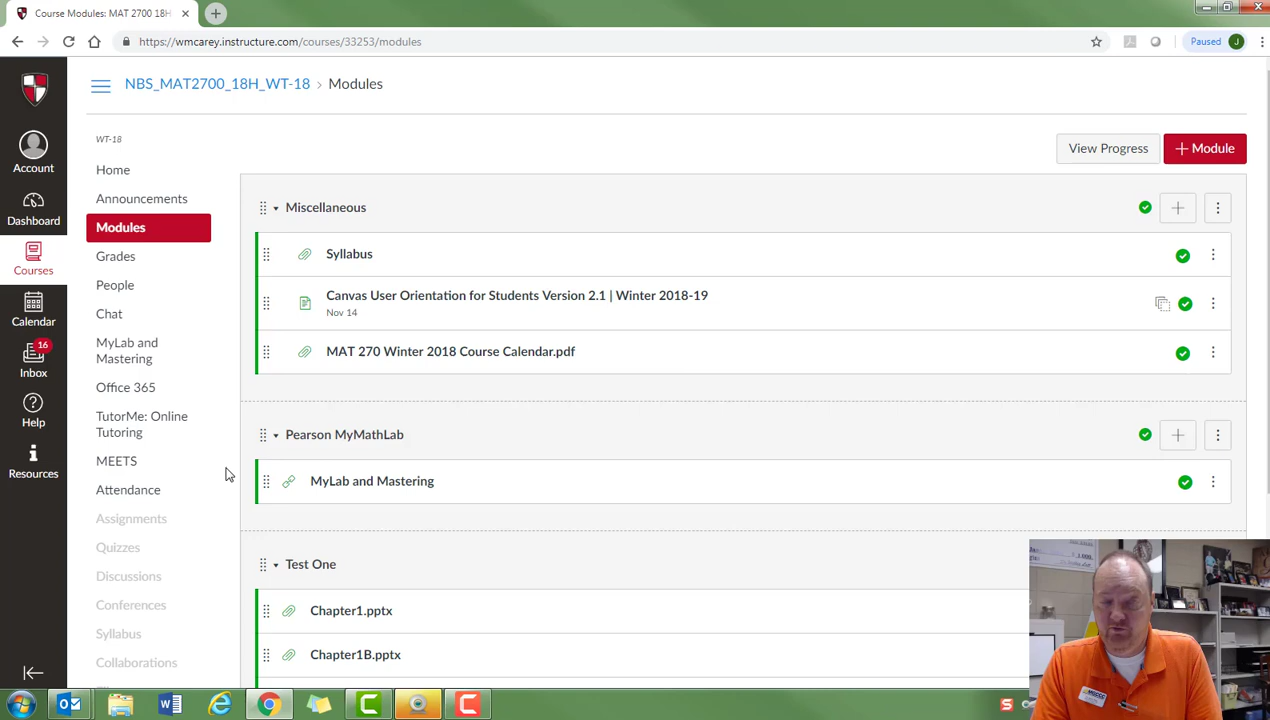 Course Modules: MAT 2700 18H
https://wmcarey.instructure.com/courses/33253/modules
Paused
J
NBS_MAT2700_18H_WT-18 > Modules
WT-18
View Progress
+ Module
Account
Dashboard
Courses
Calendar
16
Inbox
Help
Resources
Home
Announcements
Modules
Grades
People
Chat
MyLab and
Mastering
Office 365
TutorMe: Online
Tutoring
MEETS
Attendance
Assignments
Quizzes
Discussions
Conferences
Syllabus
Collaborations
Miscellaneous
Syllabus
Canvas User Orientation for Students Version 2.1 | Winter 2018-19
Nov 14
MAT 270 Winter 2018 Course Calendar.pdf
Pearson MyMathLab
MyLab and Mastering
Test One
Chapter1.pptx
Chapter1B.pptx